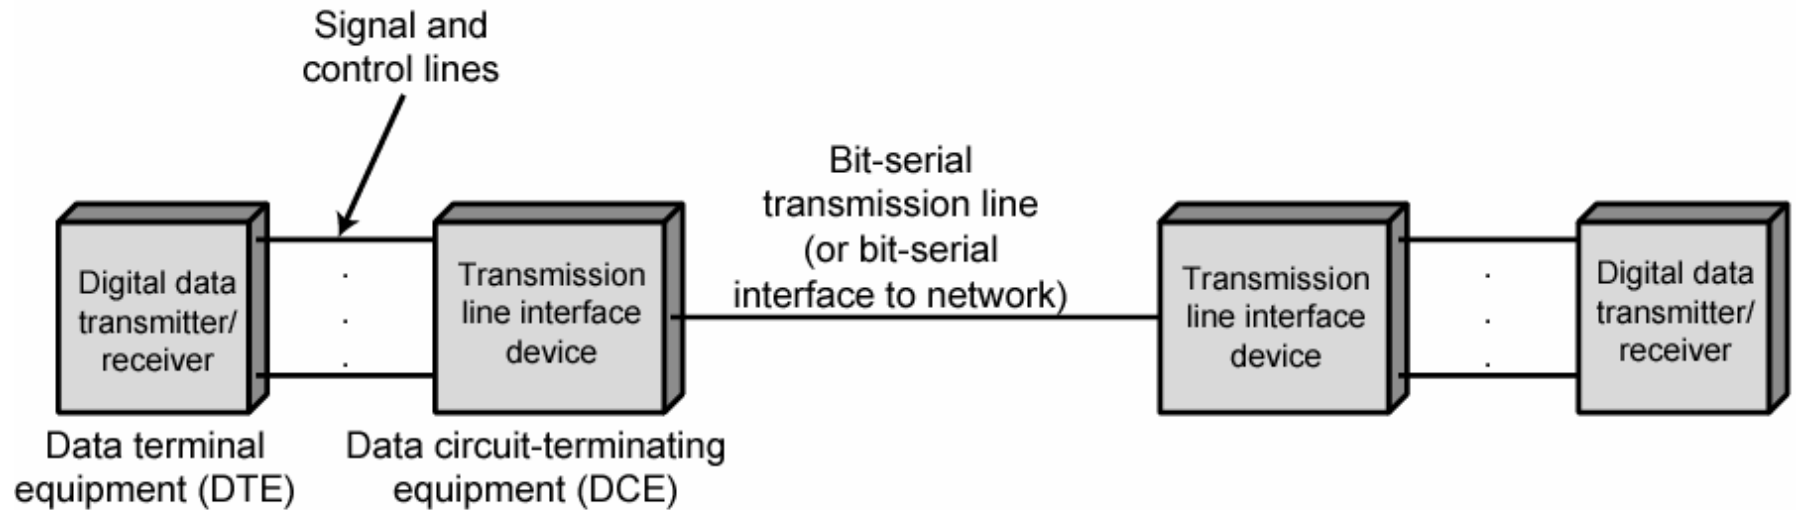 Signal and
control lines
Bit-serial
transmission line
(or bit-serial
interface to network)
Digital data
transmitter/
receiver
Transmission
line interface
device
Transmission
line interface
device
Digital data
transmitter/
receiver
Data terminal
equipment (DTE)
Data circuit-terminating
equipment (DCE)